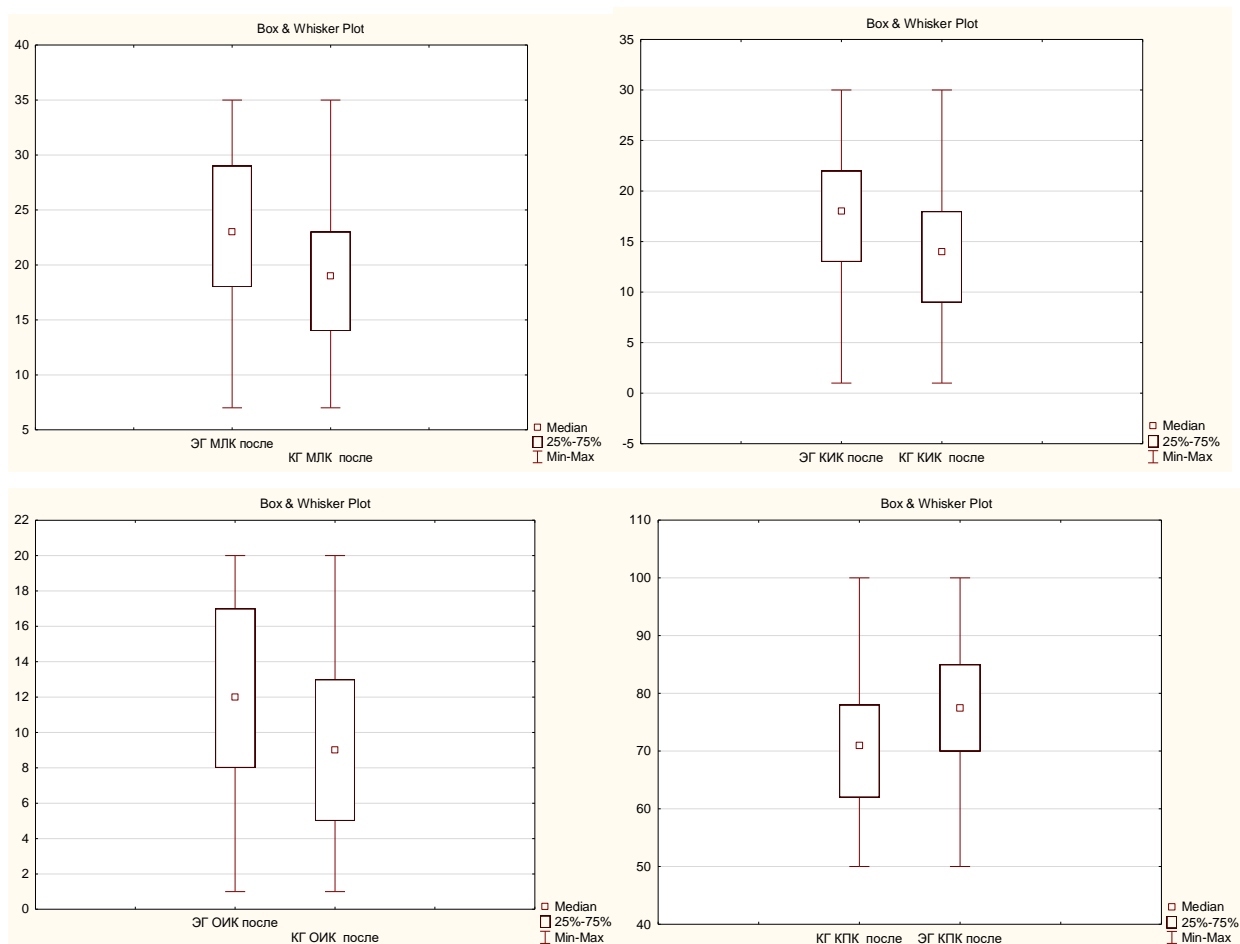 Box & Whisker Plot
40
35
30
25
20
15
10
5
ЭГ МЛК после
КГ МЛК  после
Median
25%-75%
Min-Max
Box & Whisker Plot
35
30
25
20
15
10
5
0
-5
ЭГ КИК после КГ КИК  после
Median
25%-75%
Min-Max
Box & Whisker Plot
22
20
18
16
14
12
10
8
6
4
2
0
ЭГ ОИК после
КГ ОИК  после
Median
25%-75%
Min-Max
Box & Whisker Plot
110
100
90
80
70
60
50
40
КГ КПК  после ЭГ КПК после
Median
25%-75%
Min-Max